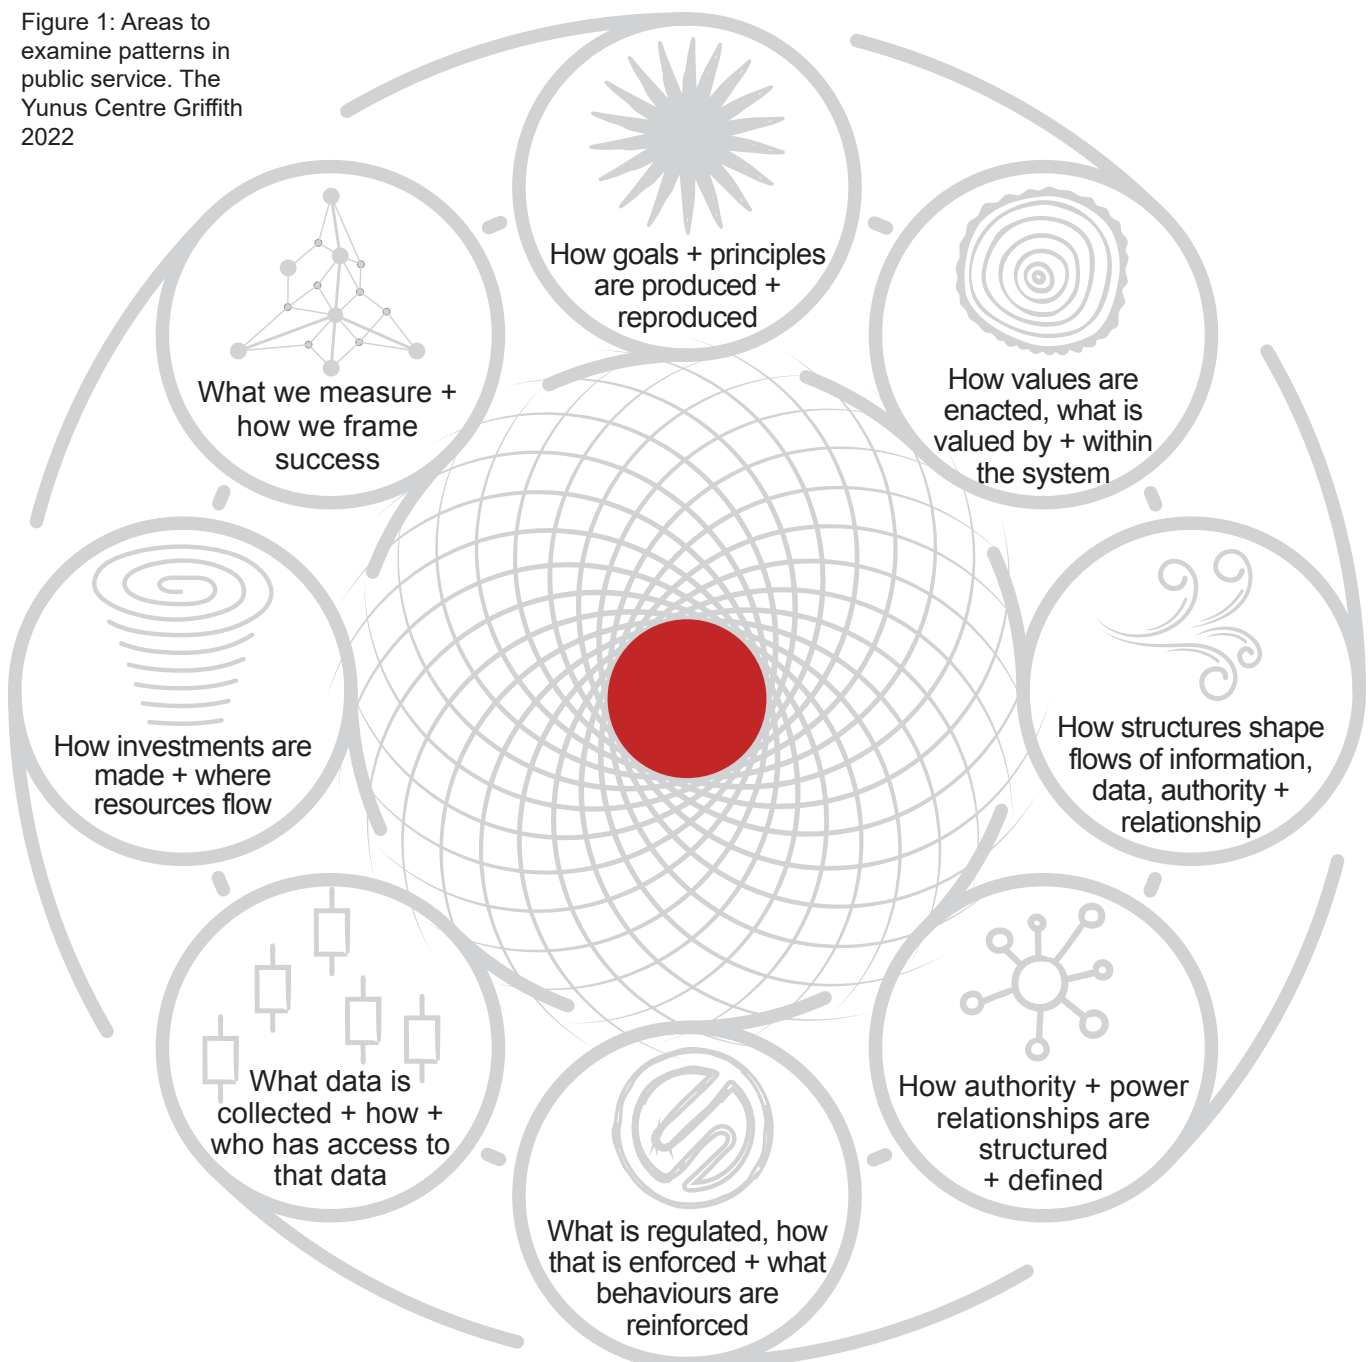 Figure 1: Areas to
examine patterns in
public service. The
Yunus Centre Griffith
2022
How goals + principles
are produced +
reproduced
How values are
enacted, what is
valued by + within
the system
How structures shape
flows of information,
data, authority +
relationship
How authority + power
relationships are
structured
+ defined
What is regulated, how
that is enforced + what
behaviours are
reinforced
What data is
collected + how +
who has access to
that data
How investments are
made + where
resources flow
What we measure +
how we frame
success